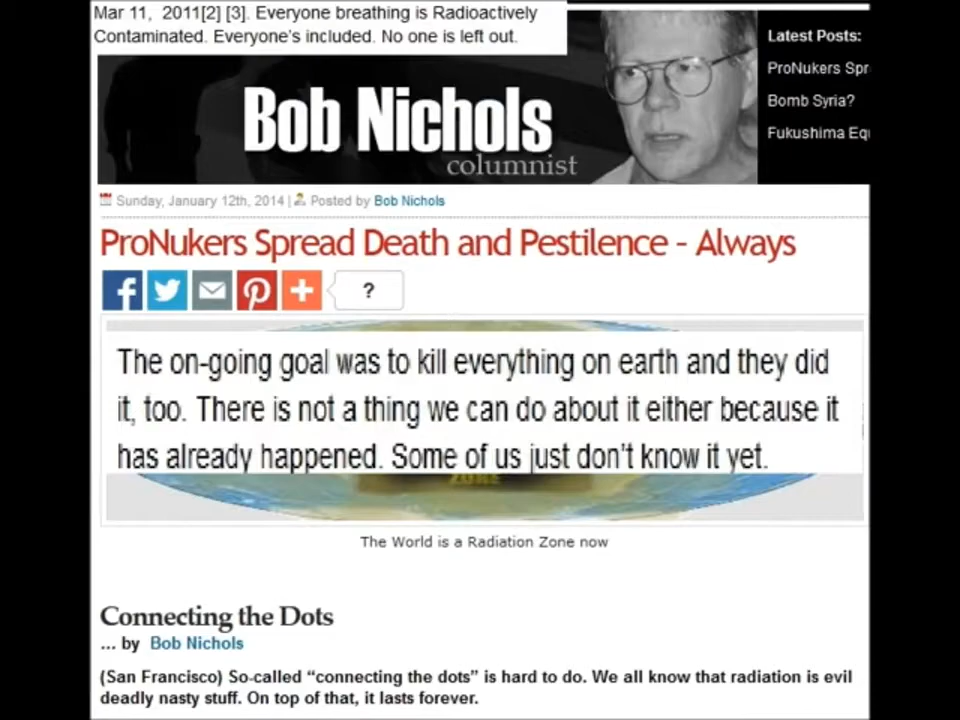 Mar 11, 2011[2] [3]. Everyone breathing is Radioactively
Contaminated. Everyone's included. No one is left out.
Bob Nichols
columnist
Latest Posts:
ProNukers Spr
Bomb Syria?
Fukushima Equ
Sunday, January 12th, 2014 | Posted by Bob Nichols
ProNukers Spread Death and Pestilence - Always
?
The on-going goal was to kill everything on earth and they did
it, too. There is not a thing we can do about it either because it
has already happened. Some of us just don't know it yet.
ZONE
The World is a Radiation Zone now
Connecting the Dots
... by Bob Nichols
(San Francisco) So-called “connecting the dots” is hard to do. We all know that radiation is evil
deadly nasty stuff. On top of that, it lasts forever.